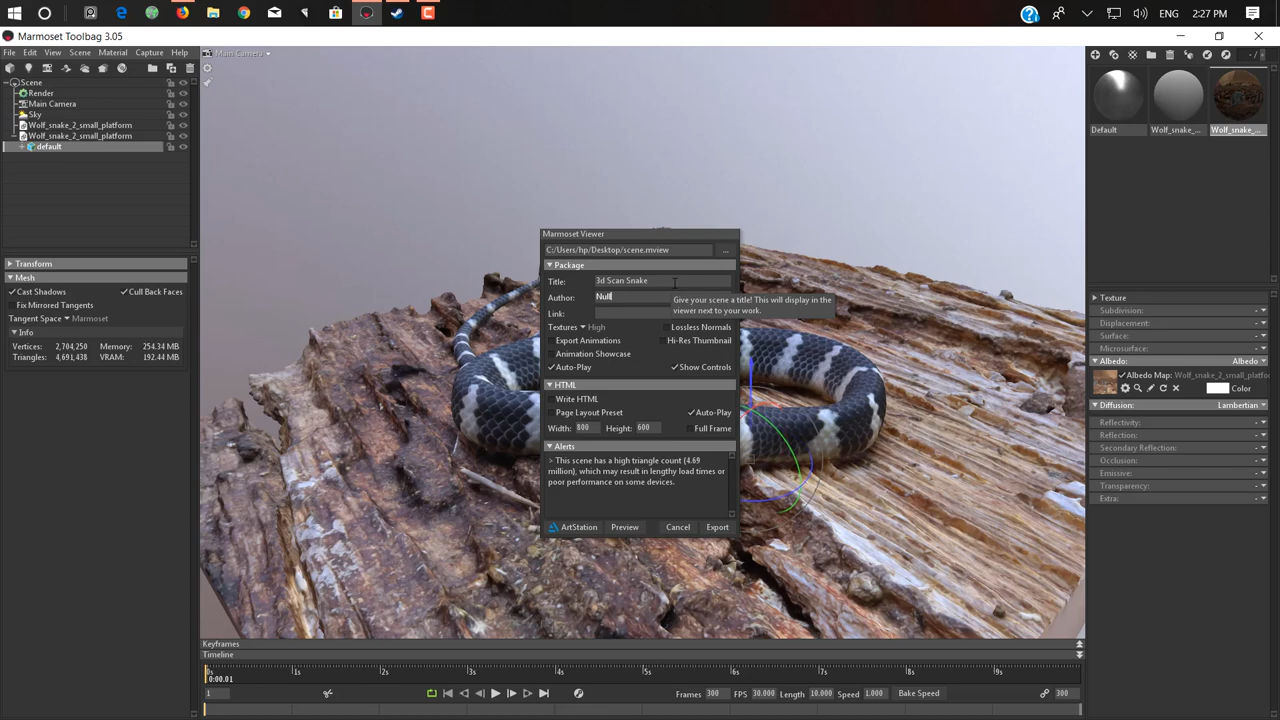 ENG
2:27 PM
Marmoset Toolbag 3.05
File Edit View Scene Material Capture Help
Main Camera
Scene
Render
Main Camera
Sky
Wolf_snake_2_small_platform
Wolf_snake_2_small_platform
default
Transform
Mesh
Cast Shadows
Cull Back Faces
Fix Mirrored Tangents
Tangent Space Marmoset
Info
Vertices: 2,704,250 Memory: 254.34 MB
Triangles: 4,691,438 VRAM: 192.44 MB
Marmoset Viewer
C:/Users/hp/Desktop/scene.mview
...
Package
Title: 3d Scan Snake
Author: Null
Link:
Give your scene a title! This will display in the
viewer next to your work.
Textures High
Lossless Normals
Export Animations
Hi-Res Thumbnail
Animation Showcase
Auto-Play
Show Controls
HTML
Write HTML
Page Layout Preset
Auto-Play
Width: 800 Height: 600 Full Frame
Alerts
> This scene has a high triangle count (4.69
million), which may result in lengthy load times or
poor performance on some devices.
ArtStation Preview Cancel Export
- /
Default
Wolf_snake_...
Wolf_snake_...
Texture
Subdivision:
Displacement:
Surface:
Microsurface:
Albedo: Albedo
Albedo Map: Wolf_snake_2_small_platfo
Color
Diffusion: Lambertian
Reflectivity:
Reflection:
Secondary Reflection:
Occlusion:
Emissive:
Transparency:
Extra:
Keyframes
Timeline
0s 1s 2s 3s 4s 5s 6s 7s 8s 9s
0:00.01
1
Frames 300 FPS 30.000 Length 10.000 Speed 1.000 Bake Speed
300